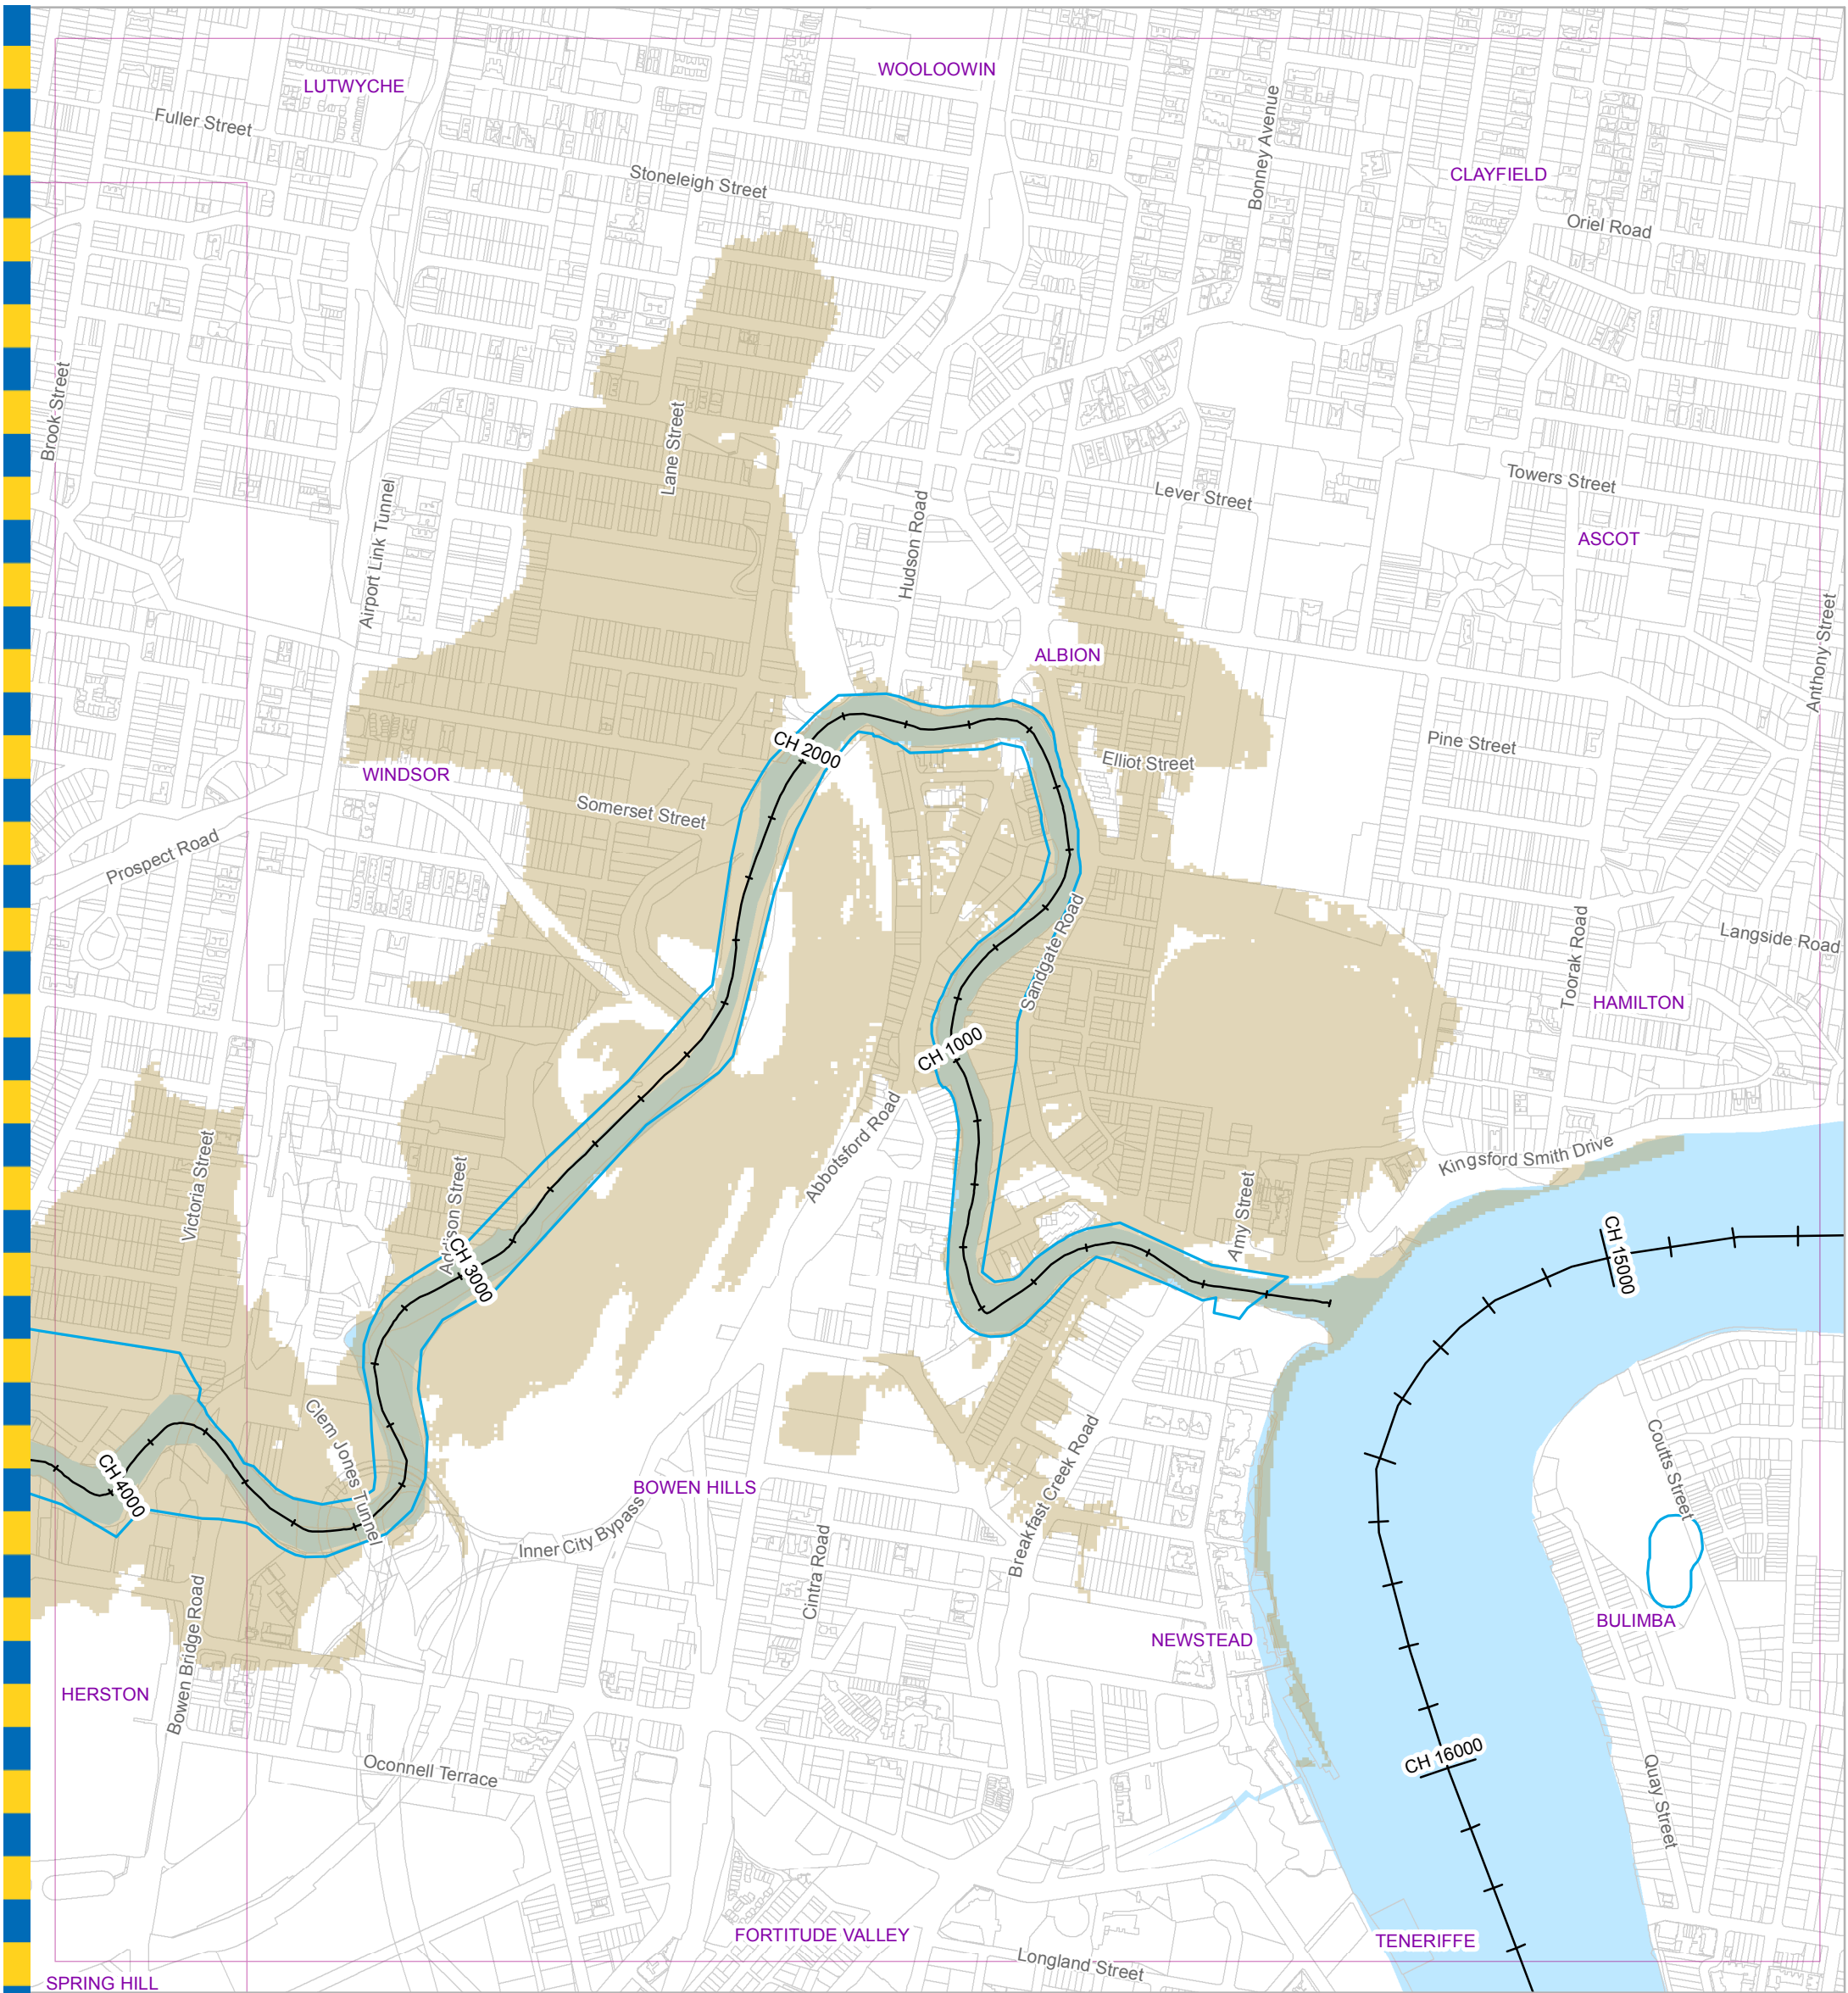 WOOLOOWIN
LUTWYCHE
Fuller Street
Bonney Avenue
Stoneleigh Street
CLAYFIELD
Oriel Road
Brook Street
Lane Street
Towers Street
Lever Street
Airport Link Tunnel
Hudson Road
ASCOT
Anthony Street
ALBION
Pine Street
CH 2000
Elliot Street
WINDSOR
Somerset Street
Prospect Road
Sandgate Road
Toorak Road
Langside Road
HAMILTON
CH 1000
Abbotsford Road
Kingsford Smith Drive
Victoria Street
Addison Street
Amy Street
CH 3000
CH 15000
Clem Jones Tunnel
CH 4000
Coutts Street
BOWEN HILLS
Breakfast Creek Road
Inner City Bypass
Cintra Road
BULIMBA
NEWSTEAD
Bowen Bridge Road
HERSTON
CH 16000
Oconnell Terrace
Quay Street
FORTITUDE VALLEY
TENERIFFE
Longland Street
SPRING HILL